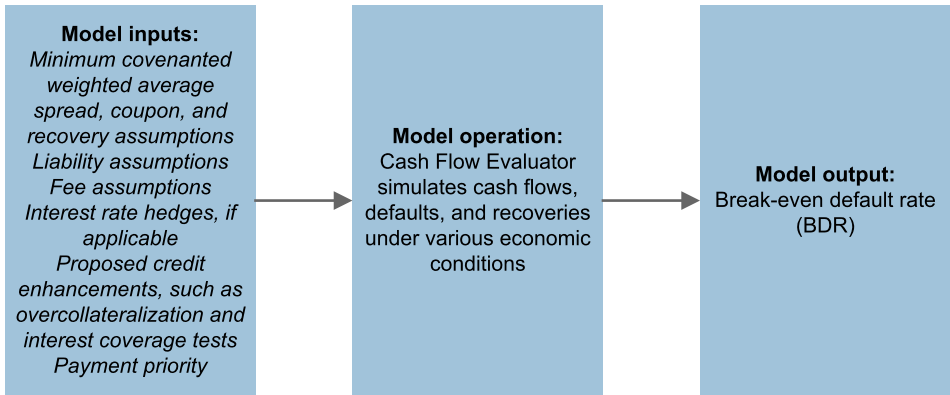 Model inputs:
Minimum covenanted
weighted average
spread, coupon, and
recovery assumptions
Liability assumptions
Fee assumptions
Interest rate hedges, if
applicable
Proposed credit
enhancements, such as
overcollateralization and
interest coverage tests
Payment priority
Model operation:
Cash Flow Evaluator
simulates cash flows,
defaults, and recoveries
under various economic
conditions
Model output:
Break-even default rate
(BDR)